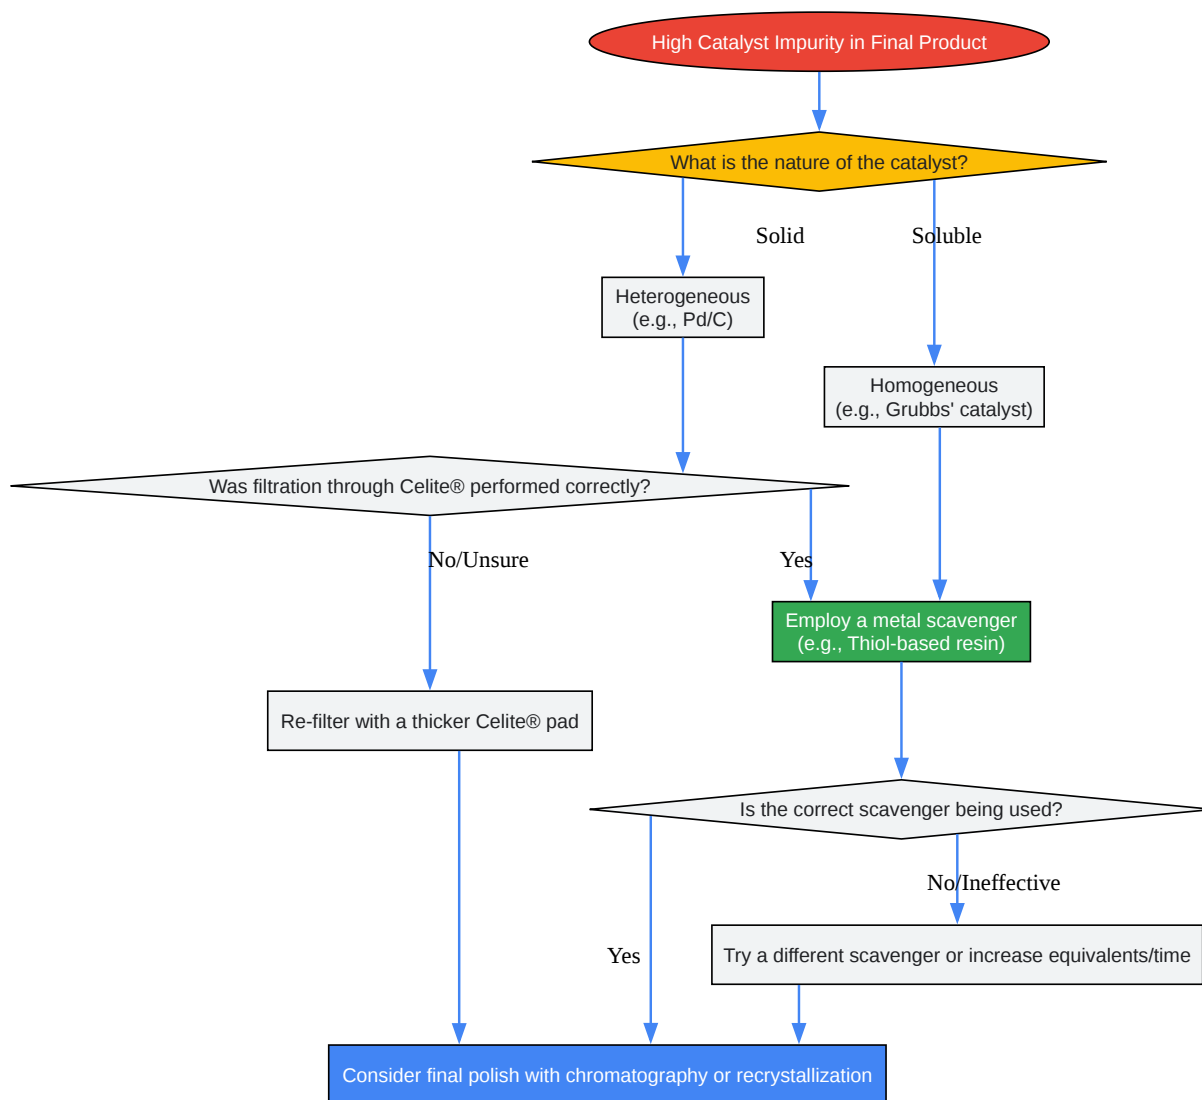 High Catalyst Impurity in Final Product
What is the nature of the catalyst?
Solid
Soluble
Heterogeneous
(e.g., Pd/C)
Homogeneous
(e.g., Grubbs' catalyst)
Was filtration through Celite® performed correctly?
No/Unsure
Yes
Employ a metal scavenger
(e.g., Thiol-based resin)
Re-filter with a thicker Celite® pad
Is the correct scavenger being used?
No/Ineffective
Yes
Try a different scavenger or increase equivalents/time
Consider final polish with chromatography or recrystallization